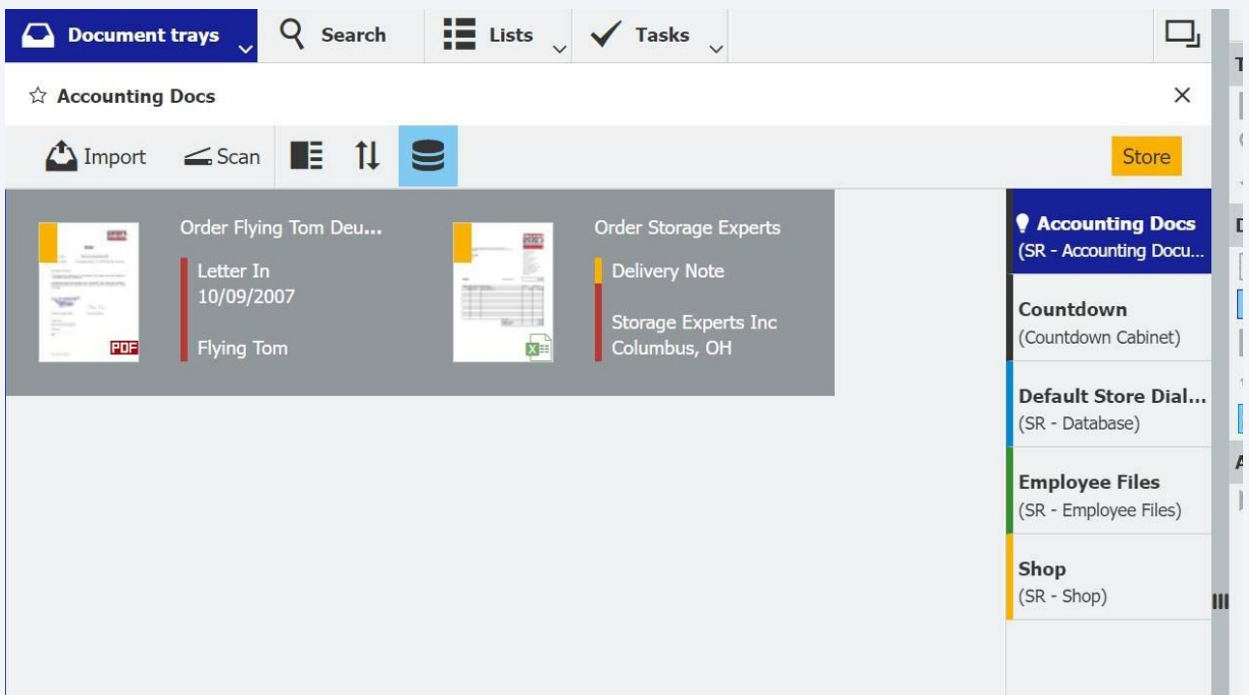 Document trays
Search
Lists
Tasks
Accounting Docs
Import
Scan
Store
Order Flying Tom Deu...
Letter In
10/09/2007
Flying Tom
PDF
Order Storage Experts
Delivery Note
Storage Experts Inc
Columbus, OH
Accounting Docs
(SR - Accounting Docu...
Countdown
(Countdown Cabinet)
Default Store Dial...
(SR - Database)
Employee Files
(SR - Employee Files)
Shop
(SR - Shop)